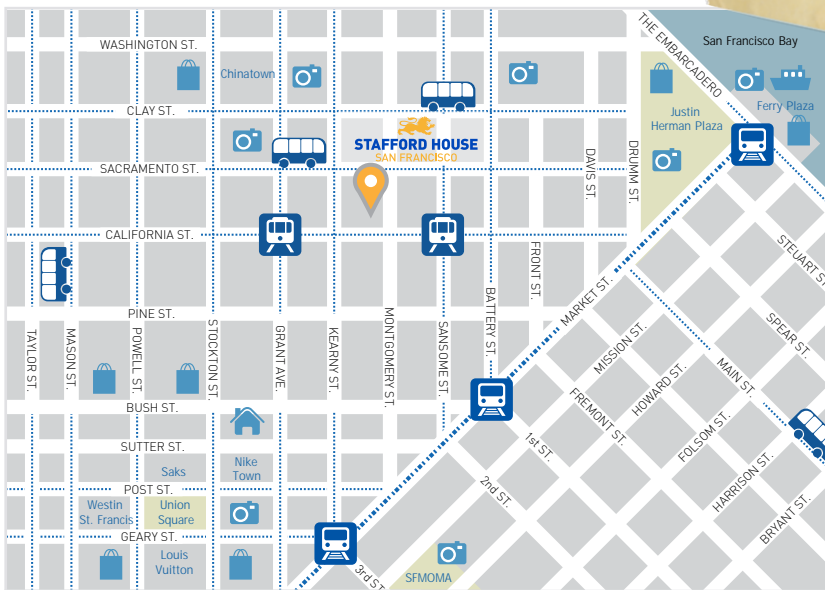 WASHINGTON ST.
THE EMBARCADERO
San Francisco Bay
Chinatown
Ferry Plaza
CLAY ST.
Justin
Herman Plaza
STAFFORD HOUSE
SAN FRANCISCO
SACRAMENTO ST.
DAVIS ST.
DRUMM ST.
CALIFORNIA ST.
FRONT ST.
STEUART ST.
BATTERY ST.
MARKET ST.
PINE ST.
TAYLOR ST.
MASON ST.
POWELL ST.
STOCKTON ST.
GRANT AVE.
KEARNY ST.
MONTGOMERY ST.
SANSOME ST.
MISSION ST.
SPEAR ST.
MAIN ST.
HOWARD ST.
FREMONT ST.
FOLSOM ST.
BUSH ST.
1st ST.
SUTTER ST.
HARRISON ST.
Saks
Nike
Town
2nd ST.
POST ST.
BRYANT ST.
Westin
St. Francis
Union
Square
GEARY ST.
Louis
Vuitton
3rd ST.
SFMOMA